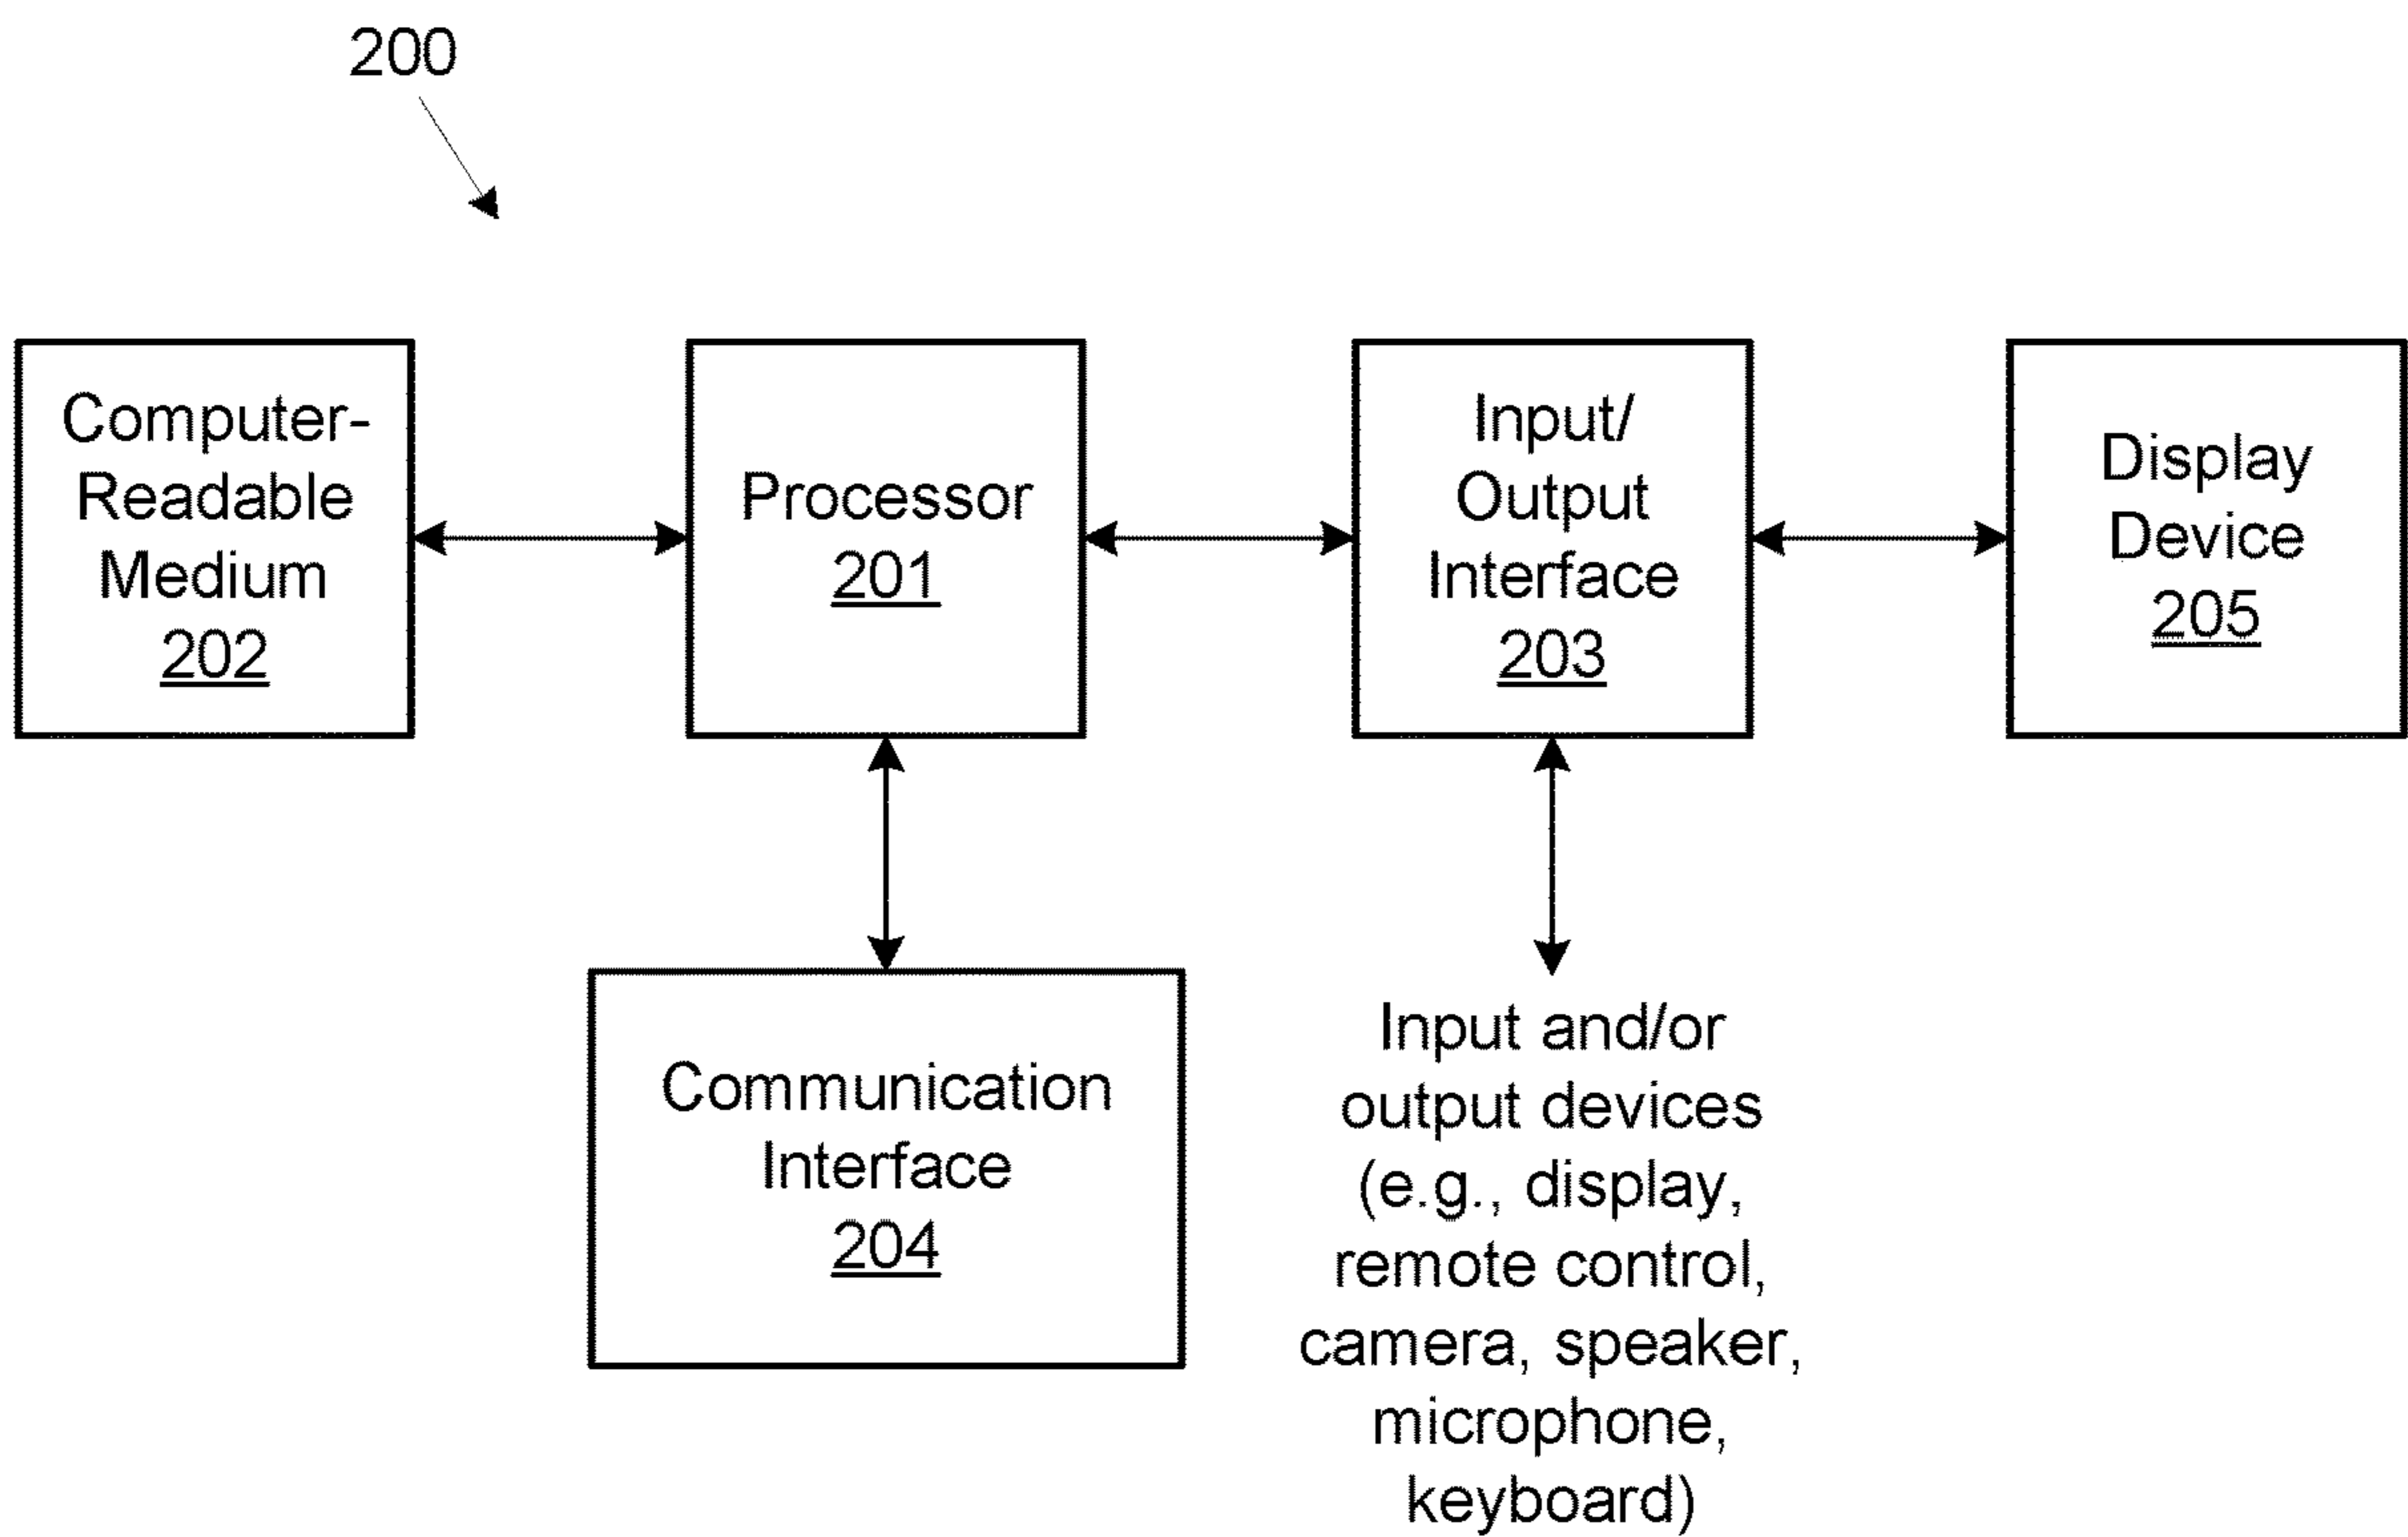 200
Computer-
Readable
Medium
202
Processor
201
Input/
Output
Interface
203
Display
Device
205
Communication
Interface
204
Input and/or
output devices
(e.g., display,
remote control,
camera, speaker,
microphone,
keyboard)